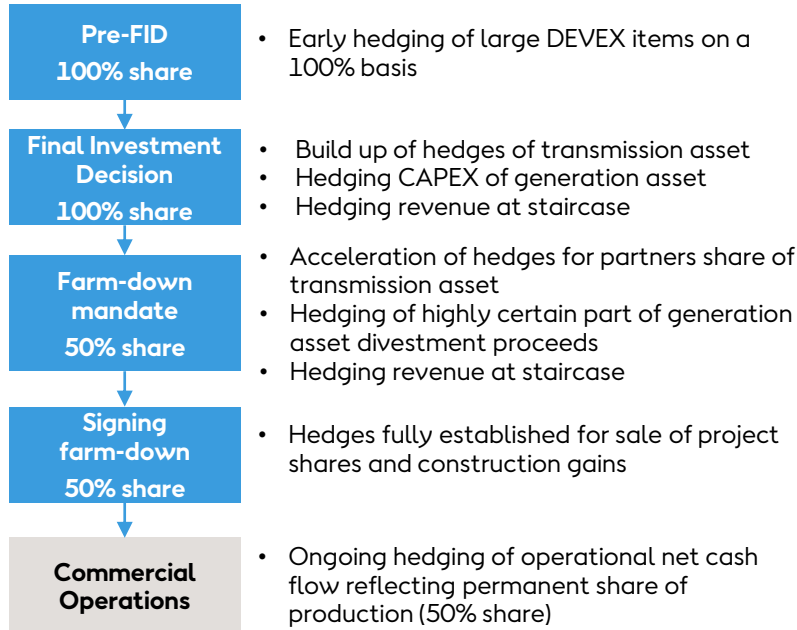 Pre-FID
100% share
• Early hedging of large DEVEX items on a
100% basis
Final Investment
Decision
100% share
• Build up of hedges of transmission asset
• Hedging CAPEX of generation asset
• Hedging revenue at staircase
Farm-down
mandate
50% share
• Acceleration of hedges for partners share of
transmission asset
• Hedging of highly certain part of generation
asset divestment proceeds
• Hedging revenue at staircase
Signing
farm-down
50% share
• Hedges fully established for sale of project
shares and construction gains
Commercial
Operations
• Ongoing hedging of operational net cash
flow reflecting permanent share of
production (50% share)